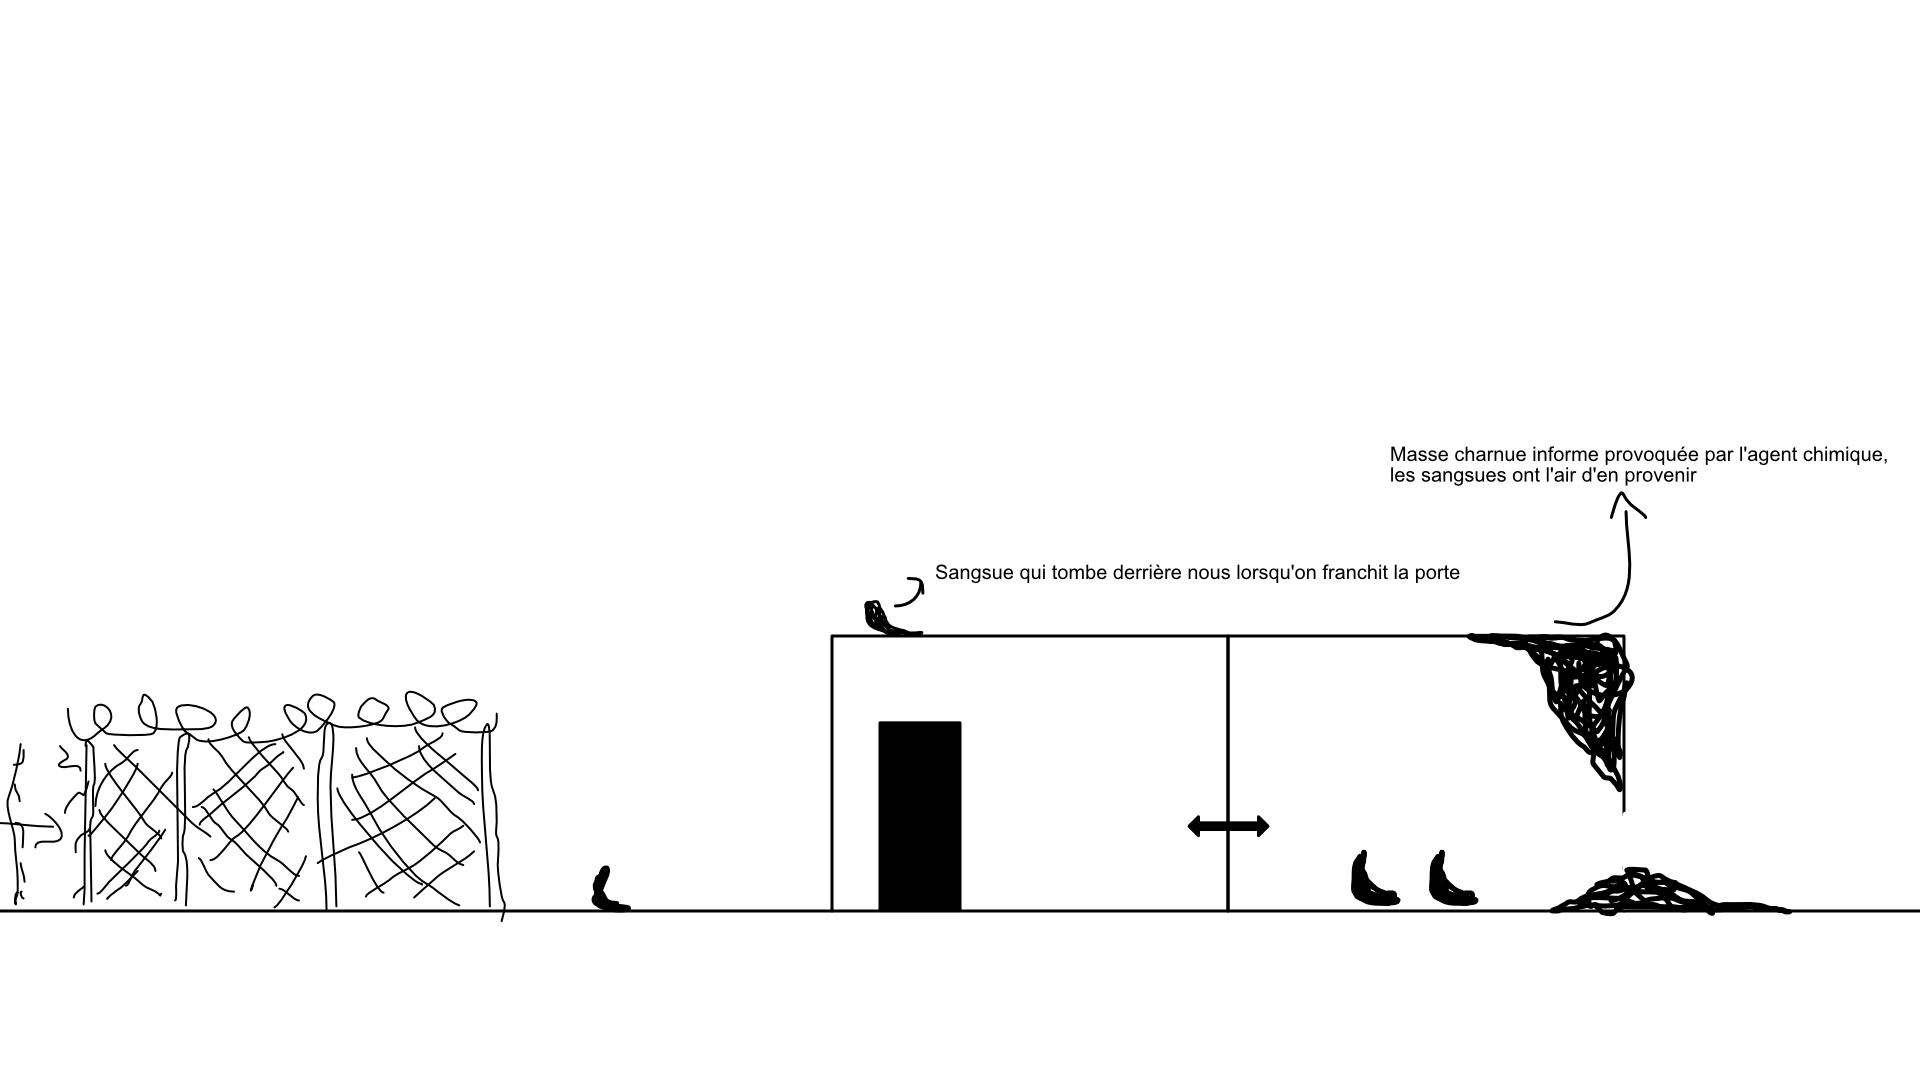 Masse charnue informe provoquée par l'agent chimique,
les sangsues ont l'air d'en provenir
Sangsue qui tombe derrière nous lorsqu'on franchit la porte